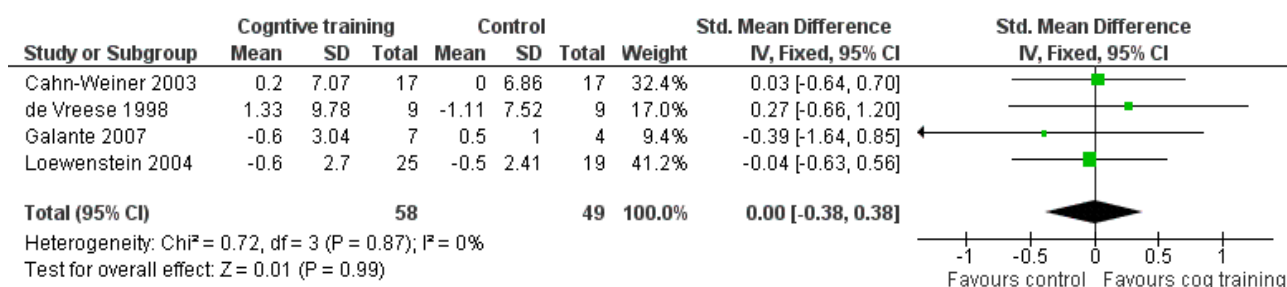 Cogntive training Control Std. Mean Difference Std. Mean Difference
Study or Subgroup Mean SD Total Mean SD Total Weight IV, Fixed, 95% CI IV, Fixed, 95% CI
Cahn-Weiner 2003 0.2 7.07 17 0 6.86 17 32.4% 0.03 [-0.64, 0.70]
de Vreese 1998 1.33 9.78 9 -1.11 7.52 9 17.0% 0.27 [-0.66, 1.20]
Galante 2007 -0.6 3.04 7 0.5 1 4 9.4% -0.39 [-1.64, 0.85]
Loewenstein 2004 -0.6 2.7 25 -0.5 2.41 19 41.2% -0.04 [-0.63, 0.56]
Total (95% CI) 58 49 100.0% 0.00 [-0.38, 0.38]
Heterogeneity: Chi² = 0.72, df = 3 (P = 0.87); I² = 0%
Test for overall effect: Z = 0.01 (P = 0.99)
-1 -0.5 0 0.5 1
Favours control Favours cog training